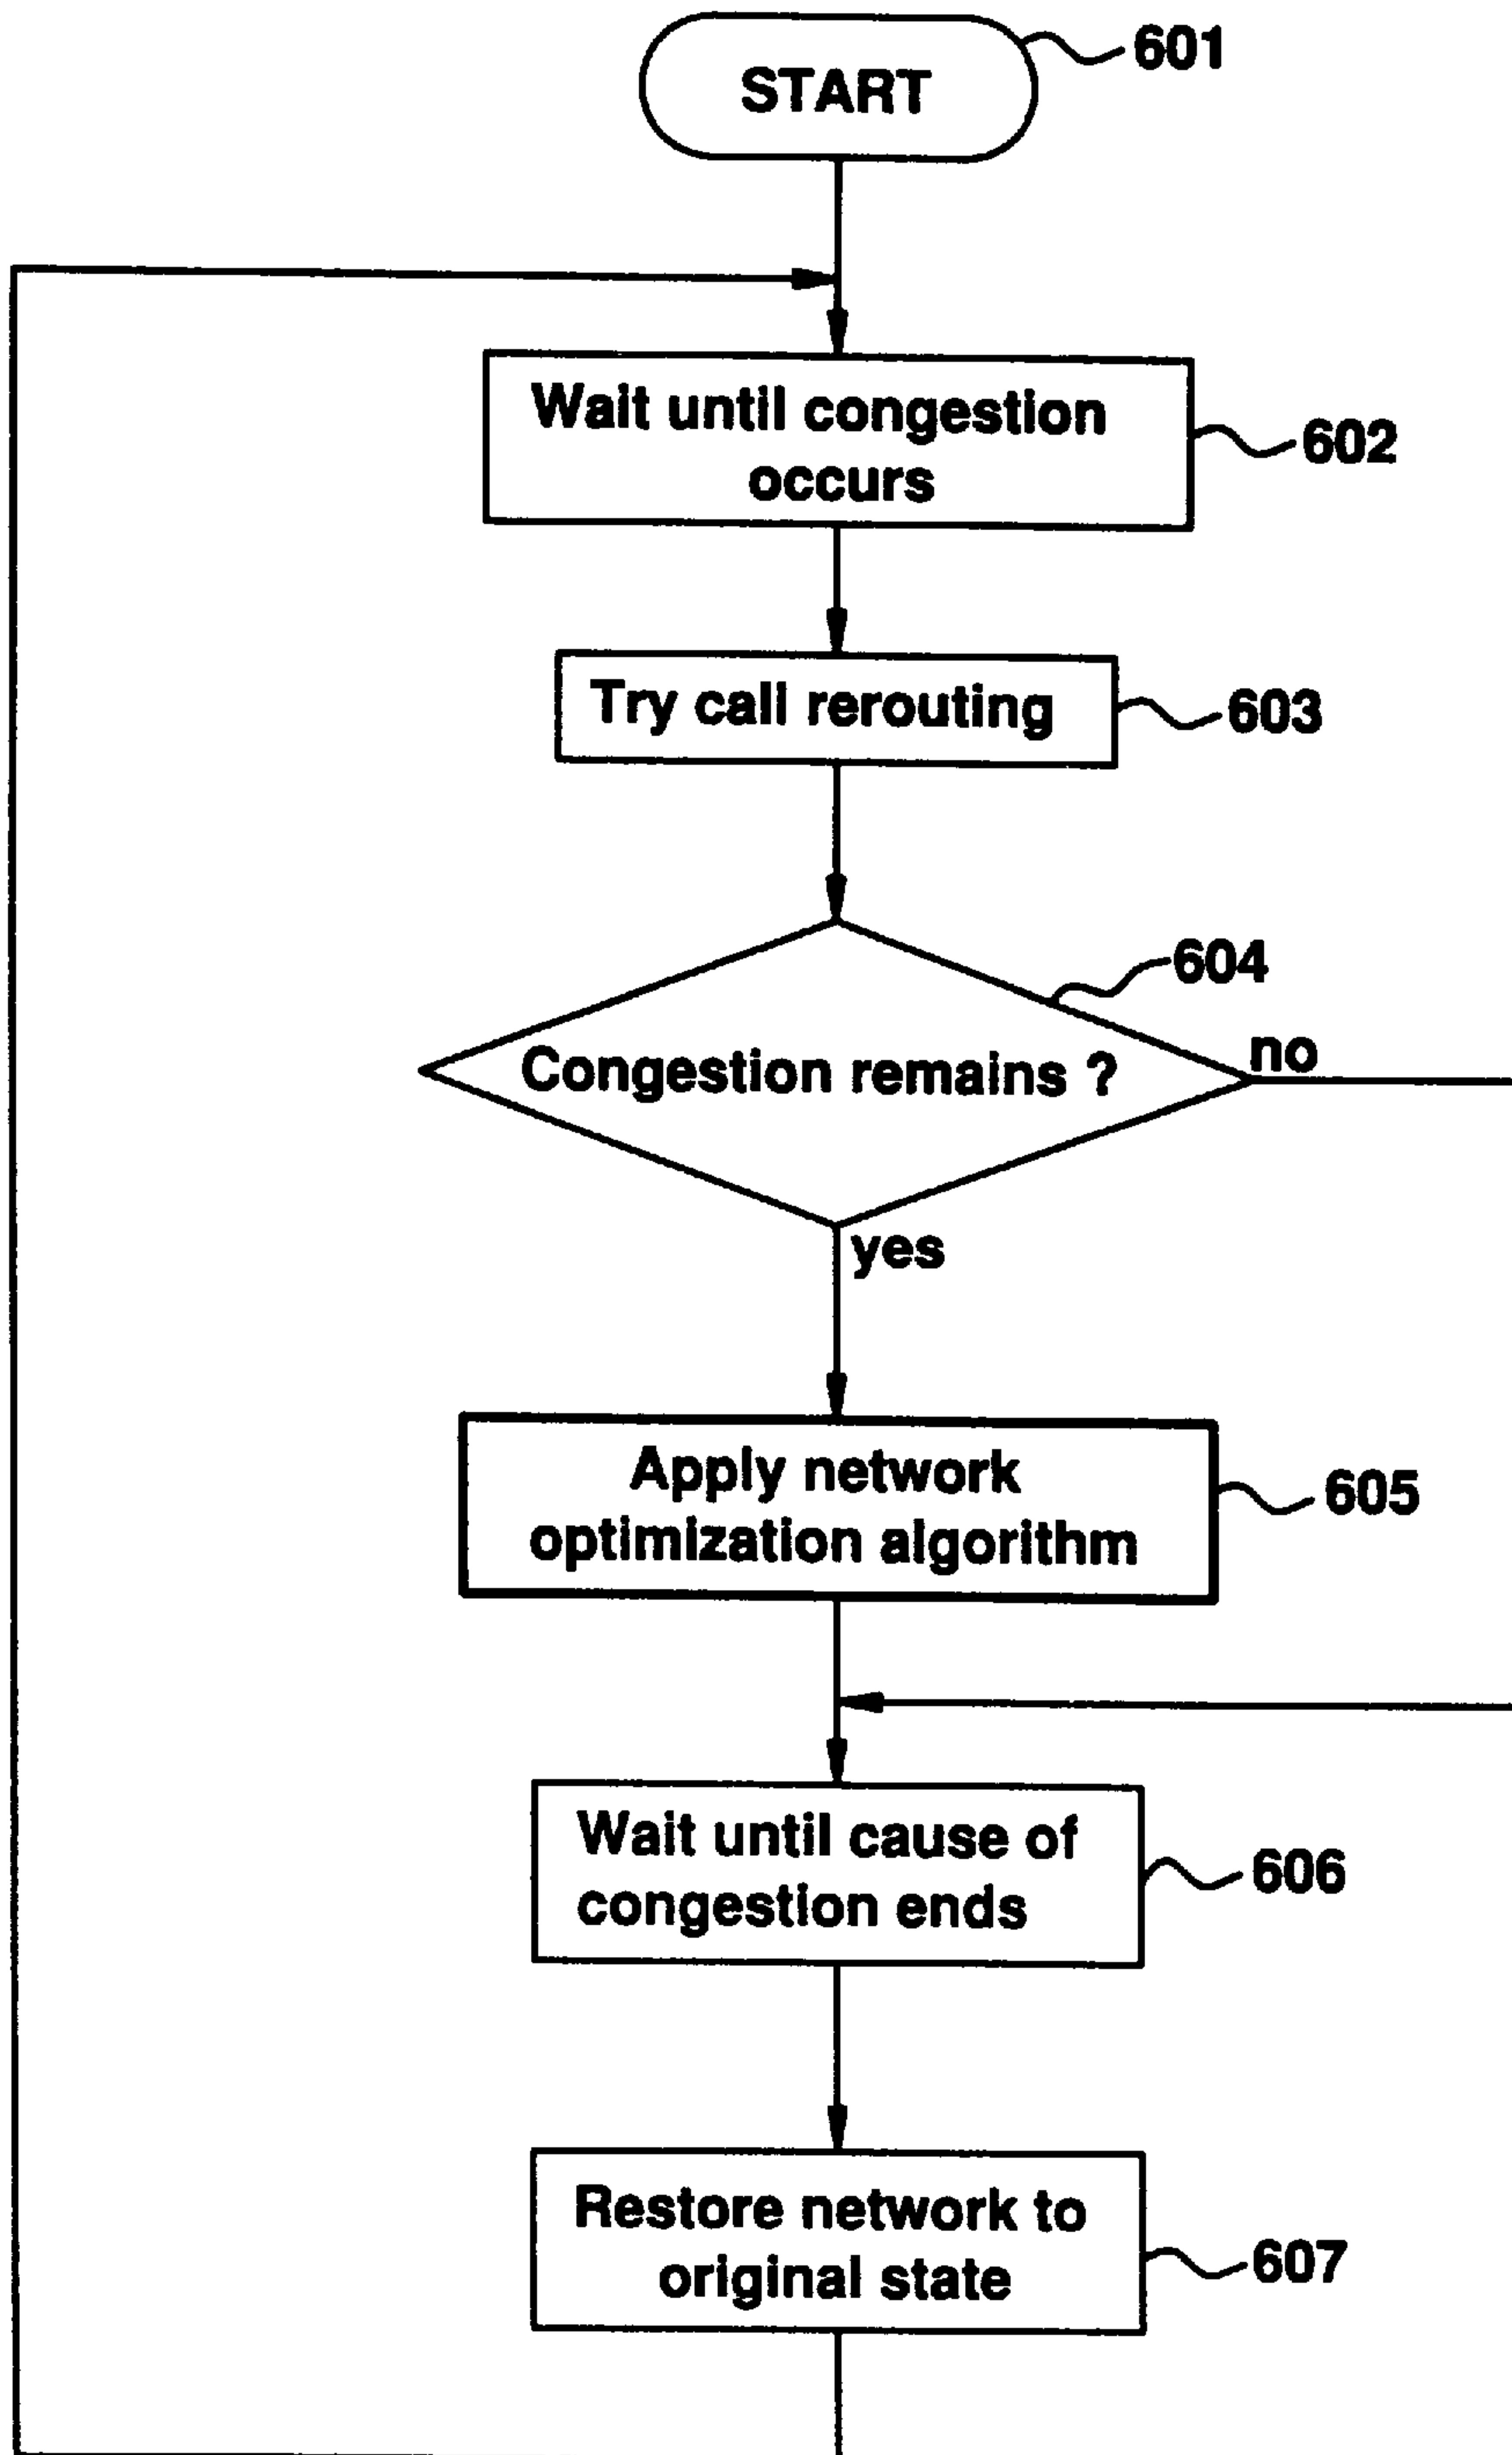 START
601
Wait until congestion
occurs
602
Try call rerouting
603
604
Congestion remains ?
no
yes
Apply network
optimization algorithm
605
Wait until cause of
congestion ends
606
Restore network to
original state
607